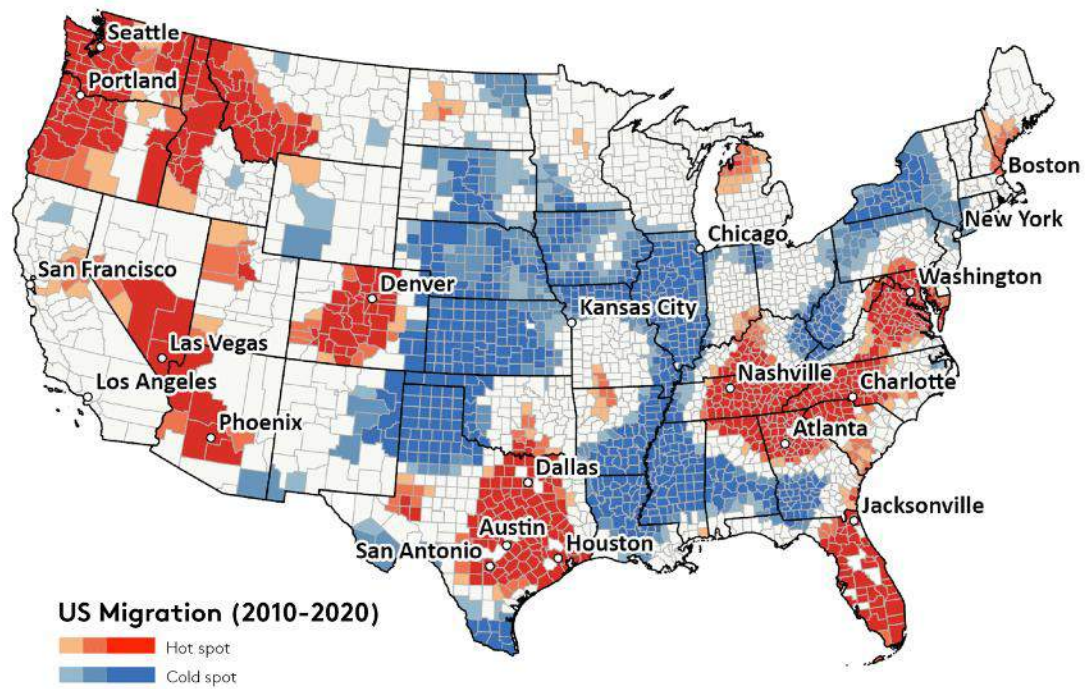 Seattle
Portland
Boston
New York
Chicago
San Francisco
Denver
Washington
Kansas City
Las Vegas
Nashville
Los Angeles
Charlotte
Phoenix
Atlanta
Dallas
Jacksonville
Austin
San Antonio
Houston
US Migration (2010-2020)
Hot spot
Cold spot